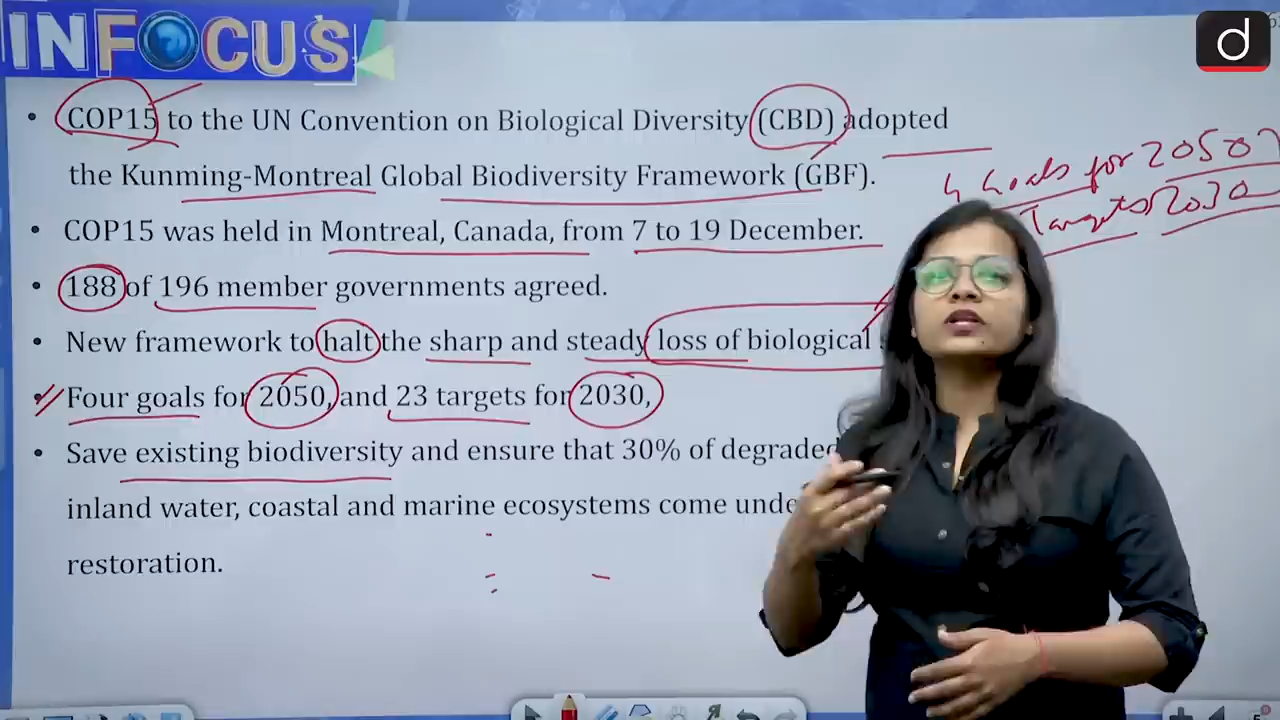 INFOCUS
d
• COP15 to the UN Convention on Biological Diversity (CBD) adopted
the Kunming-Montreal Global Biodiversity Framework (GBF).
4 Goals for 2050
Targets 2030
• COP15 was held in Montreal, Canada, from 7 to 19 December.
• 188 of 196 member governments agreed.
• New framework to halt the sharp and steady loss of biological
• Four goals for 2050, and 23 targets for 2030,
• Save existing biodiversity and ensure that 30% of degraded
inland water, coastal and marine ecosystems come unde
restoration.